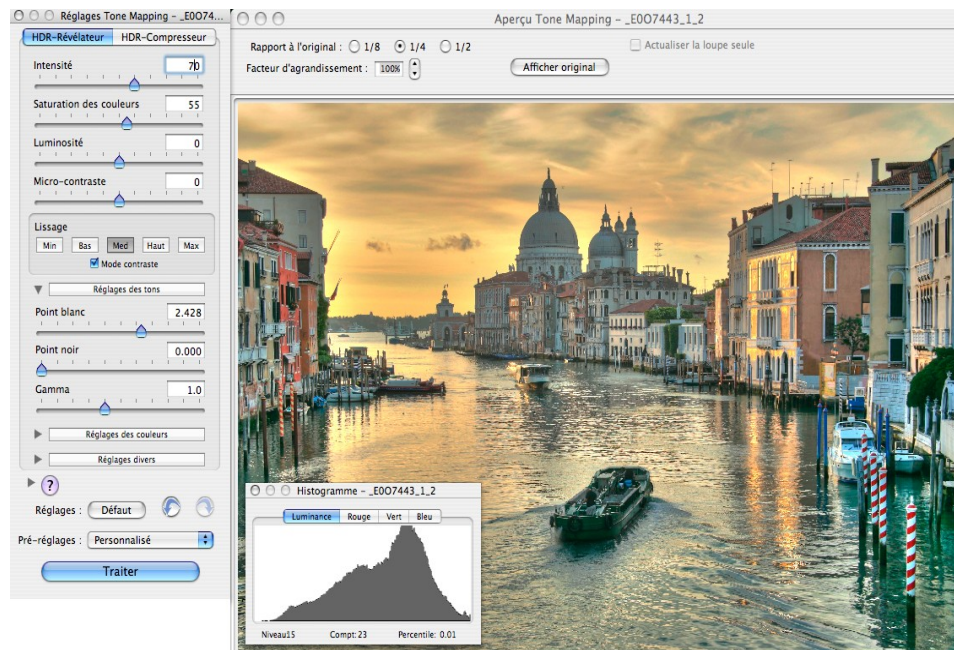 Réglages Tone Mapping - _E0074...
HDR-Révélateur HDR-Compresseur
Intensité 70
Saturation des couleurs 55
Luminosité 0
Micro-contraste 0
Lissage
Min Bas Med Haut Max
Mode contraste
Réglages des tons
Point blanc 2.428
Point noir 0.000
Gamma 1.0
Réglages des couleurs
Réglages divers
?
Réglages : Défaut
Pré-réglages : Personnalisé
Traiter
Aperçu Tone Mapping - _E007443_1_2
Rapport à l'original : 1/8 1/4 1/2
Actualiser la loupe seule
Facteur d'agrandissement : 100%
Afficher original
Histogramme - _E007443_1_2
Luminance Rouge Vert Bleu
Niveau15 Compt: 23 Percentile: 0.01